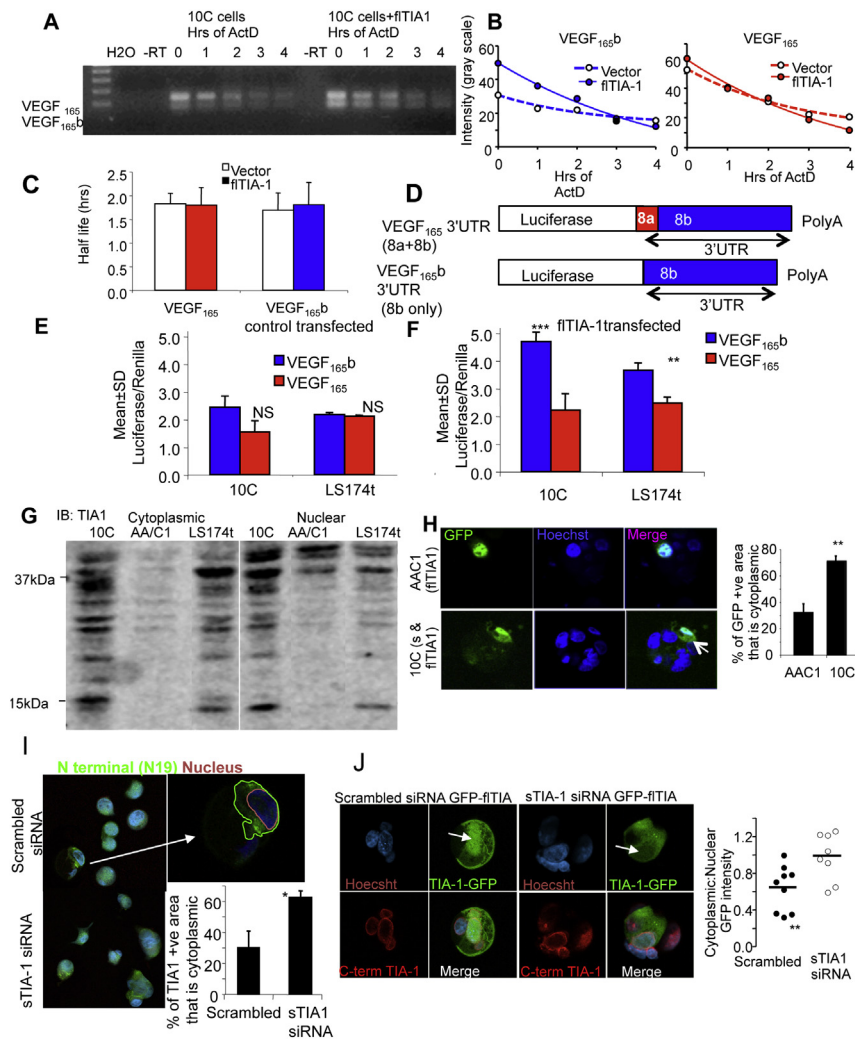 A
10C cells
Hrs of ActD
10C cells+flTIA1
Hrs of ActD
H2O -RT 0 1 2 3 4 -RT 0 1 2 3 4
VEGF 165
VEGF165b
B
VEGF165b
VEGF165
Intensity (gray scale)
60
40
20
0
Vector
flTIA-1
0 1 2 3 4
Hrs of
ActD
60
40
20
0
Vector
flTIA-1
0 1 2 3 4
Hrs of ActD
C
Vector
flTIA-1
Half life (hrs)
2.5
2.0
1.5
1.0
0.5
0.0
VEGF165
VEGF165b
D
VEGF165 3'UTR
(8a+8b)
Luciferase 8a 8b PolyA
3'UTR
VEGF165b
3'UTR
(8b only)
Luciferase 8b PolyA
3'UTR
E
control transfected
Mean±SD
Luciferase/Renilla
5.0
4.0
3.0
2.0
1.0
0.0
VEGF165b
VEGF165
NS
NS
10C LS174t
F
flTIA-1transfected
Mean±SD
Luciferase/Renilla
5.0
4.0
3.0
2.0
1.0
0.0
***
**
VEGF165b
VEGF165
10C LS174t
G
IB: TIA1
Cytoplasmic
Nuclear
10C AA/C1 LS174t 10C AA/C1 LS174t
37kDa
15kDa
H
GFP Hoechst Merge
AAC1
(flTIA1)
10C (s &
flTIA1)
% of GFP +ve area
that is cytoplasmic
80
60
40
20
0
**
AAC1 10C
I
N terminal (N19) Nucleus
Scrambled
siRNA
sTIA-1 siRNA
% of TIA1 +ve area
that is cytoplasmic
60
40
20
0
*
Scrambled sTIA1
siRNA
J
Scrambled siRNA GFP-flTIA
sTIA-1 siRNA GFP-flTIA
Hoecsht TIA-1-GFP Hoecsht TIA-1-GFP
C-term TIA-1 Merge C-term TIA-1 Merge
Cytoplasmic:Nuclear
GFP intensity
1.2
0.8
0.4
0.0
**
Scrambled
sTIA1
siRNA